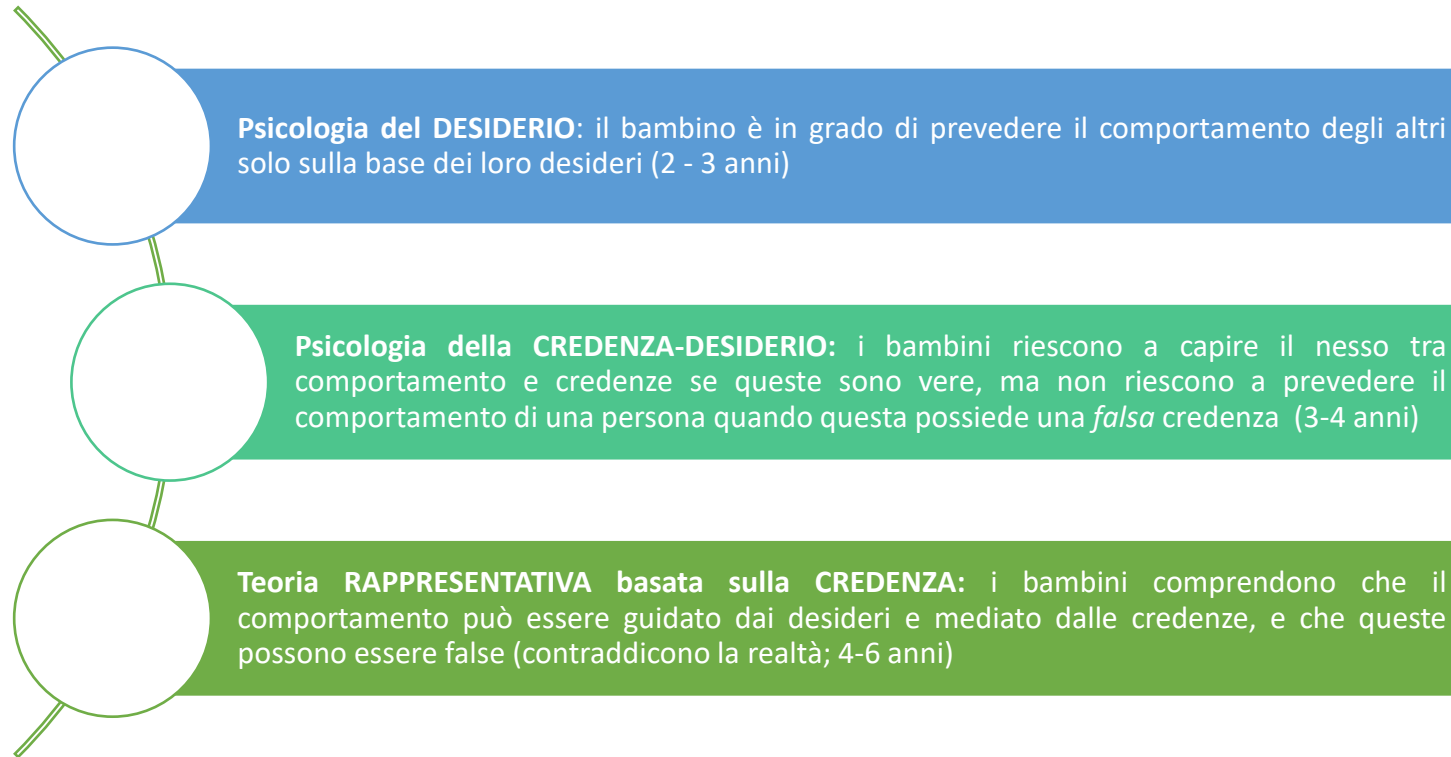 Psicologia del DESIDERIO: il bambino è in grado di prevedere il comportamento degli altri
solo sulla base dei loro desideri (2 - 3 anni)
Psicologia della CREDENZA-DESIDERIO: i bambini riescono a capire il nesso tra
comportamento e credenze se queste sono vere, ma non riescono a prevedere il
comportamento di una persona quando questa possiede una falsa credenza (3-4 anni)
Teoria RAPPRESENTATIVA basata sulla CREDENZA: i bambini comprendono che il
comportamento può essere guidato dai desideri e mediato dalle credenze, e che queste
possono essere false (contraddicono la realtà; 4-6 anni)